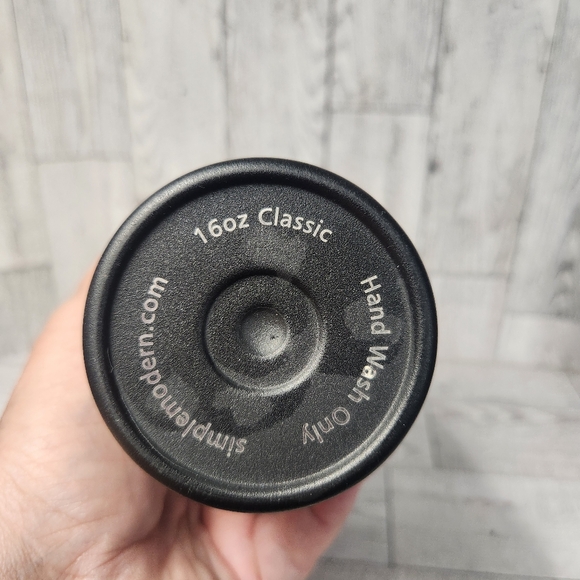 16oz Classic
Hand Wash Only
simplemodern.com